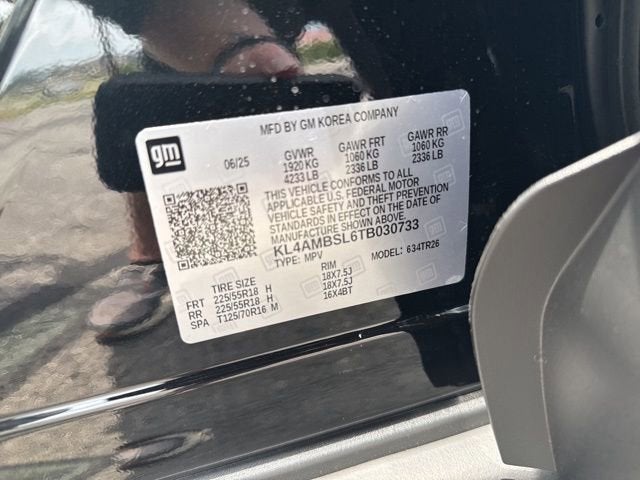 MFD BY GM KOREA COMPANY
gm
06/25 GVWR GAWR FRT GAWR RR
1920 KG 1060 KG 1060 KG
4233 LB 2336 LB 2336 LB
THIS VEHICLE CONFORMS TO ALL
APPLICABLE U.S. FEDERAL MOTOR
VEHICLE SAFETY AND THEFT PREVENTION
STANDARDS IN EFFECT ON THE DATE OF
MANUFACTURE SHOWN ABOVE.
KL4AMBSL6TB030733
TYPE: MPV MODEL: 634TR26
TIRE SIZE RIM
FRT 225/55R18 H 18X7.5J
RR 225/55R18 H 18X7.5J
SPA T125/70R16 M 16X4BT